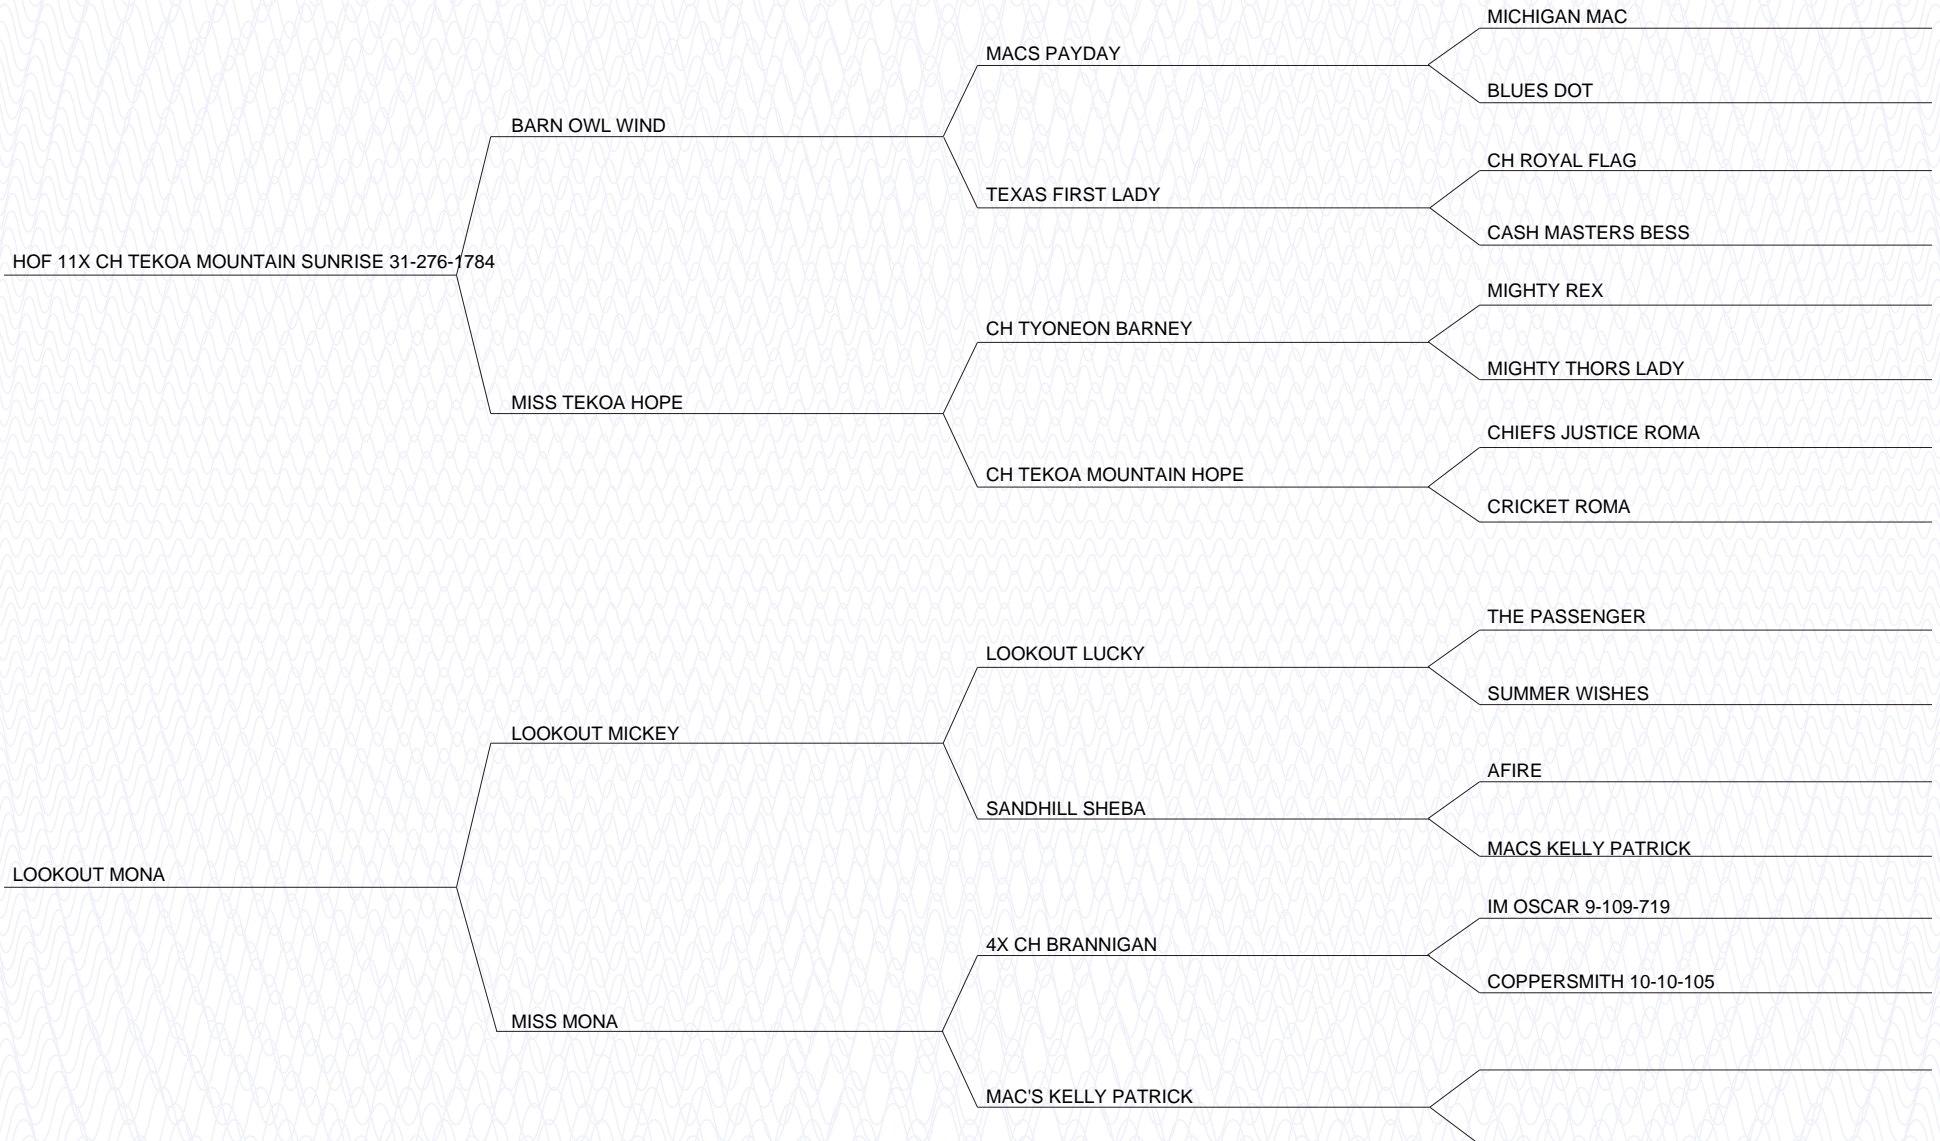 MICHIGAN MAC
MACS PAYDAY
BLUES DOT
BARN OWL WIND
CH ROYAL FLAG
TEXAS FIRST LADY
CASH MASTERS BESS
HOF 11X CH TEKOA MOUNTAIN SUNRISE 31-276-1784
MIGHTY REX
CH TYONEON BARNEY
MIGHTY THORS LADY
MISS TEKOA HOPE
CHIEFS JUSTICE ROMA
CH TEKOA MOUNTAIN HOPE
CRICKET ROMA
THE PASSENGER
LOOKOUT LUCKY
SUMMER WISHES
LOOKOUT MICKEY
AFIRE
SANDHILL SHEBA
MACS KELLY PATRICK
LOOKOUT MONA
IM OSCAR 9-109-719
4X CH BRANNIGAN
COPPERSMITH 10-10-105
MISS MONA
MAC'S KELLY PATRICK